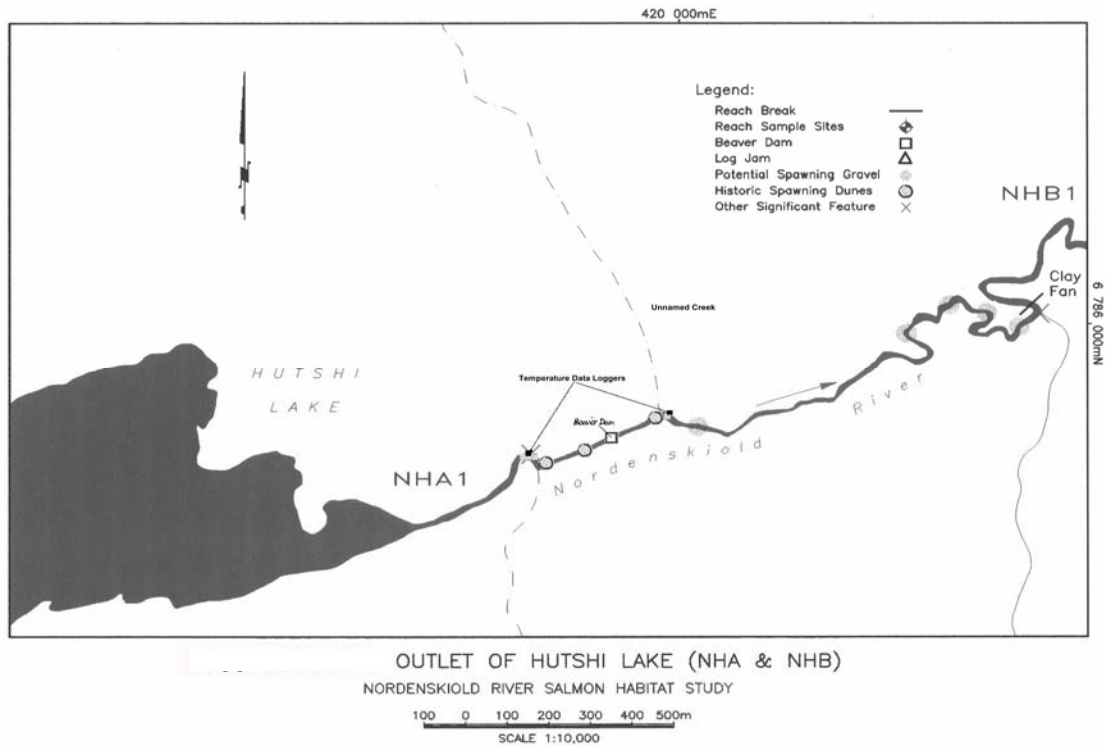 420 000mE
Legend:
Reach Break
Reach Sample Sites
Beaver Dam
Log Jam
Potential Spawning Gravel
Historic Spawning Dunes
Other Significant Feature
NHB1
Clay
Fan
6 786 000mN
Unnamed Creek
HUTSHI
LAKE
Temperature Data Loggers
Beaver Dam
River
Nordenskiold
NHA1
OUTLET OF HUTSHI LAKE (NHA & NHB)
NORDENSKIOLD RIVER SALMON HABITAT STUDY
100 0 100 200 300 400 500m
SCALE 1:10,000